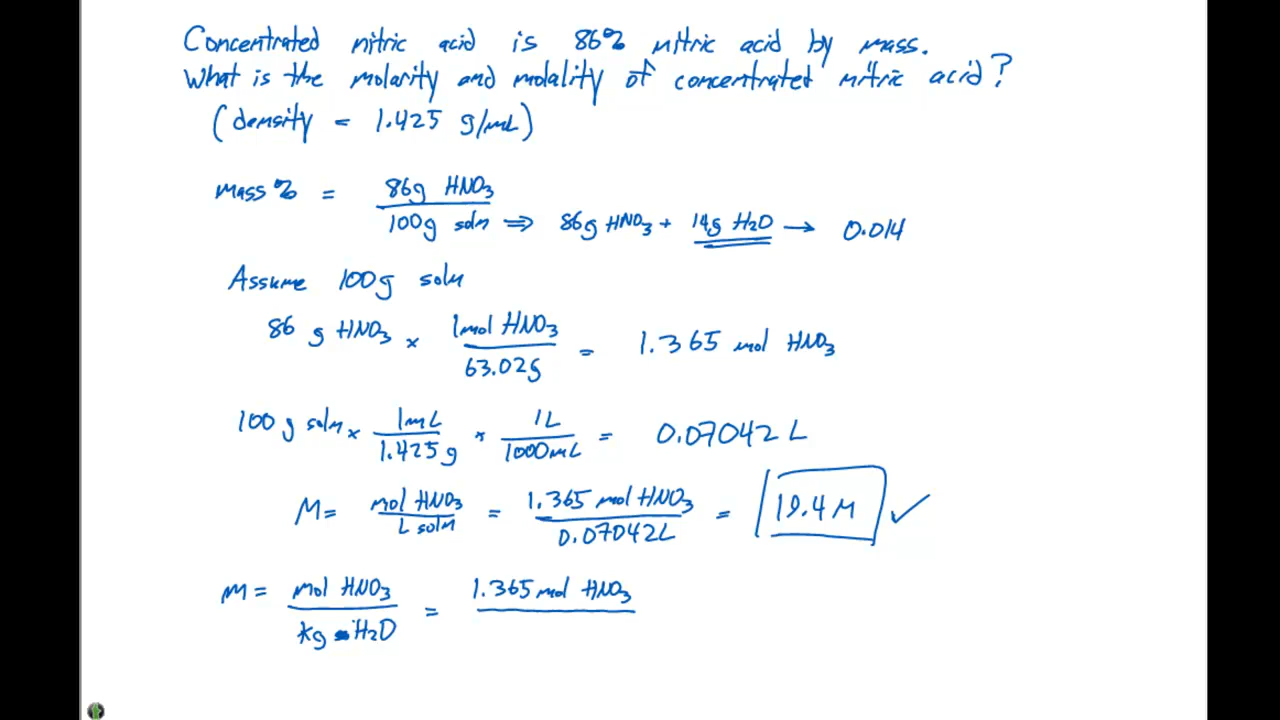 Concentrated nitric acid is 86% nitric acid by mass.
What is the molarity and molality of concentrated nitric acid?
(density = 1.425 g/mL)
mass % = 86g HNO3 / 100g soln ⇒ 86g HNO3 + 14g H2O → 0.014
Assume 100g soln
86 g HNO3 × 1mol HNO3 / 63.02g = 1.365 mol HNO3
100 g soln × 1mL / 1.425g × 1L / 1000mL = 0.07042 L
M = mol HNO3 / L soln = 1.365 mol HNO3 / 0.07042L = 19.4 M ✓
m = mol HNO3 / kg H2O = 1.365 mol HNO3